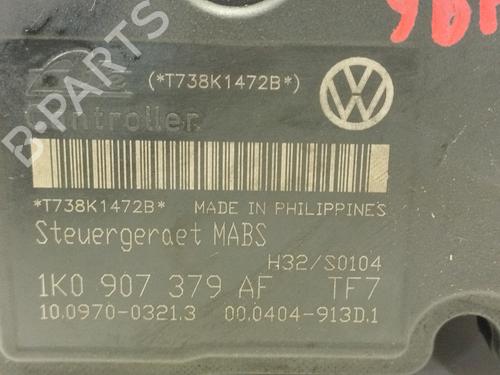 (*T738K1472B*)
Controller
*T738K1472B* MADE IN PHILIPPINES
Steuergeraet MABS
H32/S0104
1K0 907 379 AF TF7
10.0970-0321.3 00.0404-913D.1
B-PARTS